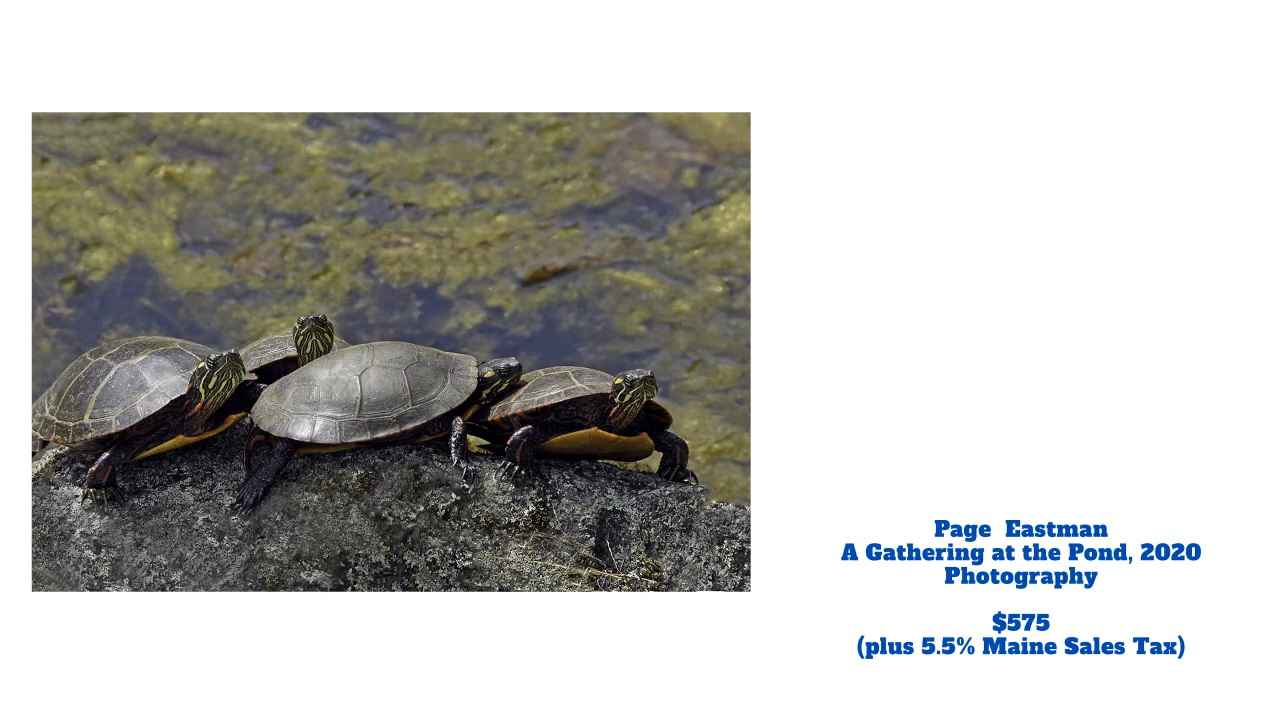 Page Eastman
A Gathering at the Pond, 2020
Photography
$575
(plus 5.5% Maine Sales Tax)